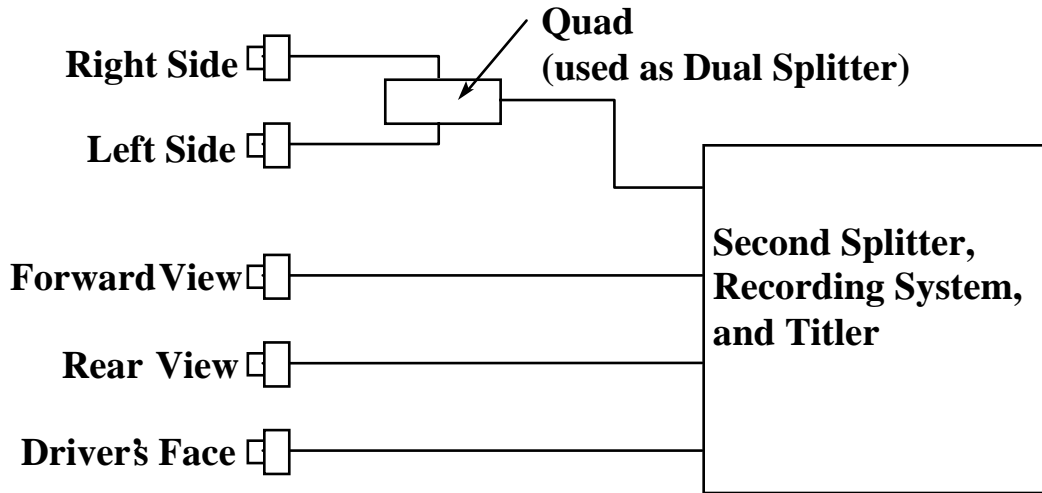 Quad
(used as Dual Splitter)
Right Side
Left Side
Forward View
Rear View
Driver's Face
Second Splitter,
Recording System,
and Titler